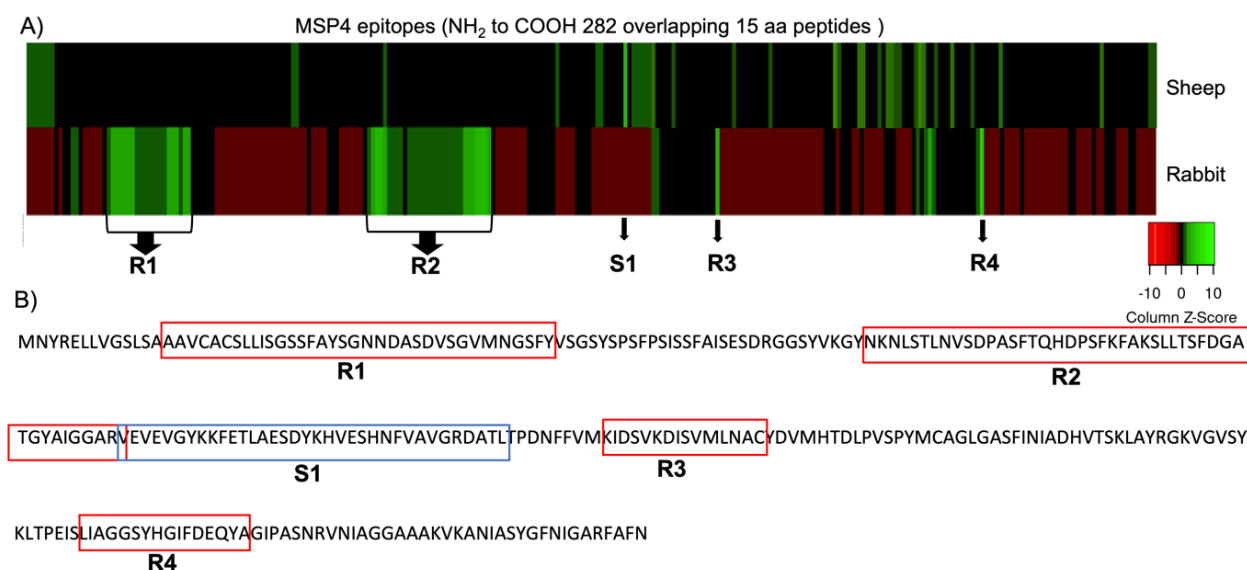 A)
MSP4 epitopes (NH2 to COOH 282 overlapping 15 aa peptides )
Sheep
Rabbit
R1
R2
S1
R3
R4
-10 0 10
Column Z-Score
B)
MNYRELLVGSLSAAAVCACSLLISGSSFAYSGNNDASDVSGVMNGSFYVSGSYSPSFPSISSFAISESDRGGSYVKGYNKNLSTLNVSDPASFTQHDPSFKFAKSLLTSFDGA
R1
R2
TGYAIGGARVEVEVGYKKFETLAESDYKHVESHNFVAVGRDATLTPDNFFVMKIDSVKDISVMLNACYDVMHTDLPVSPYMCAGLGASFINIADHVTSKLAYRGKVGVSY
S1
R3
KLTPEISLIAGGSYHGIFDEQYAGIPASNRVNIAGGAAAKVKANIASYGFNIGARFAFN
R4